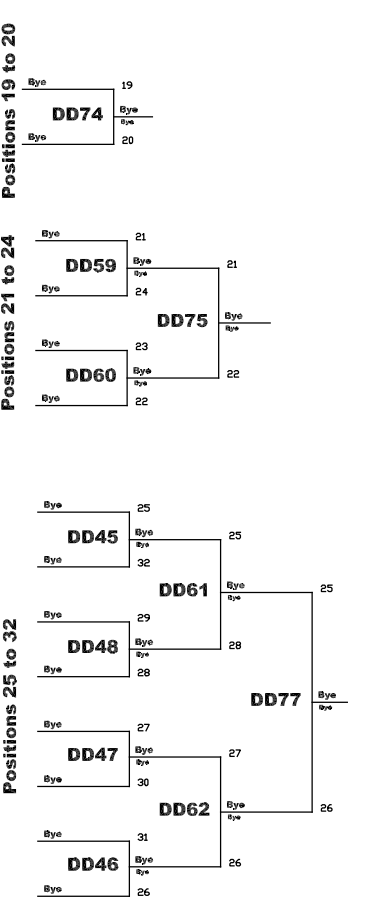 Positions 19 to 20
Bye 19
DD74 Bye
Bye
Bye 20
Positions 21 to 24
Bye 21
DD59 Bye 21
Bye
Bye 24
DD75 Bye
Bye
Bye 23
DD60 Bye 22
Bye
Bye 22
Positions 25 to 32
Bye 25
DD45 Bye 25
Bye
Bye 32
DD61 Bye 25
Bye
Bye 29
DD48 Bye 28
Bye
Bye 28
DD77 Bye
Bye
Bye 27
DD47 Bye 27
Bye
Bye 30
DD62 Bye 26
Bye
Bye 31
DD46 Bye 26
Bye
Bye 26